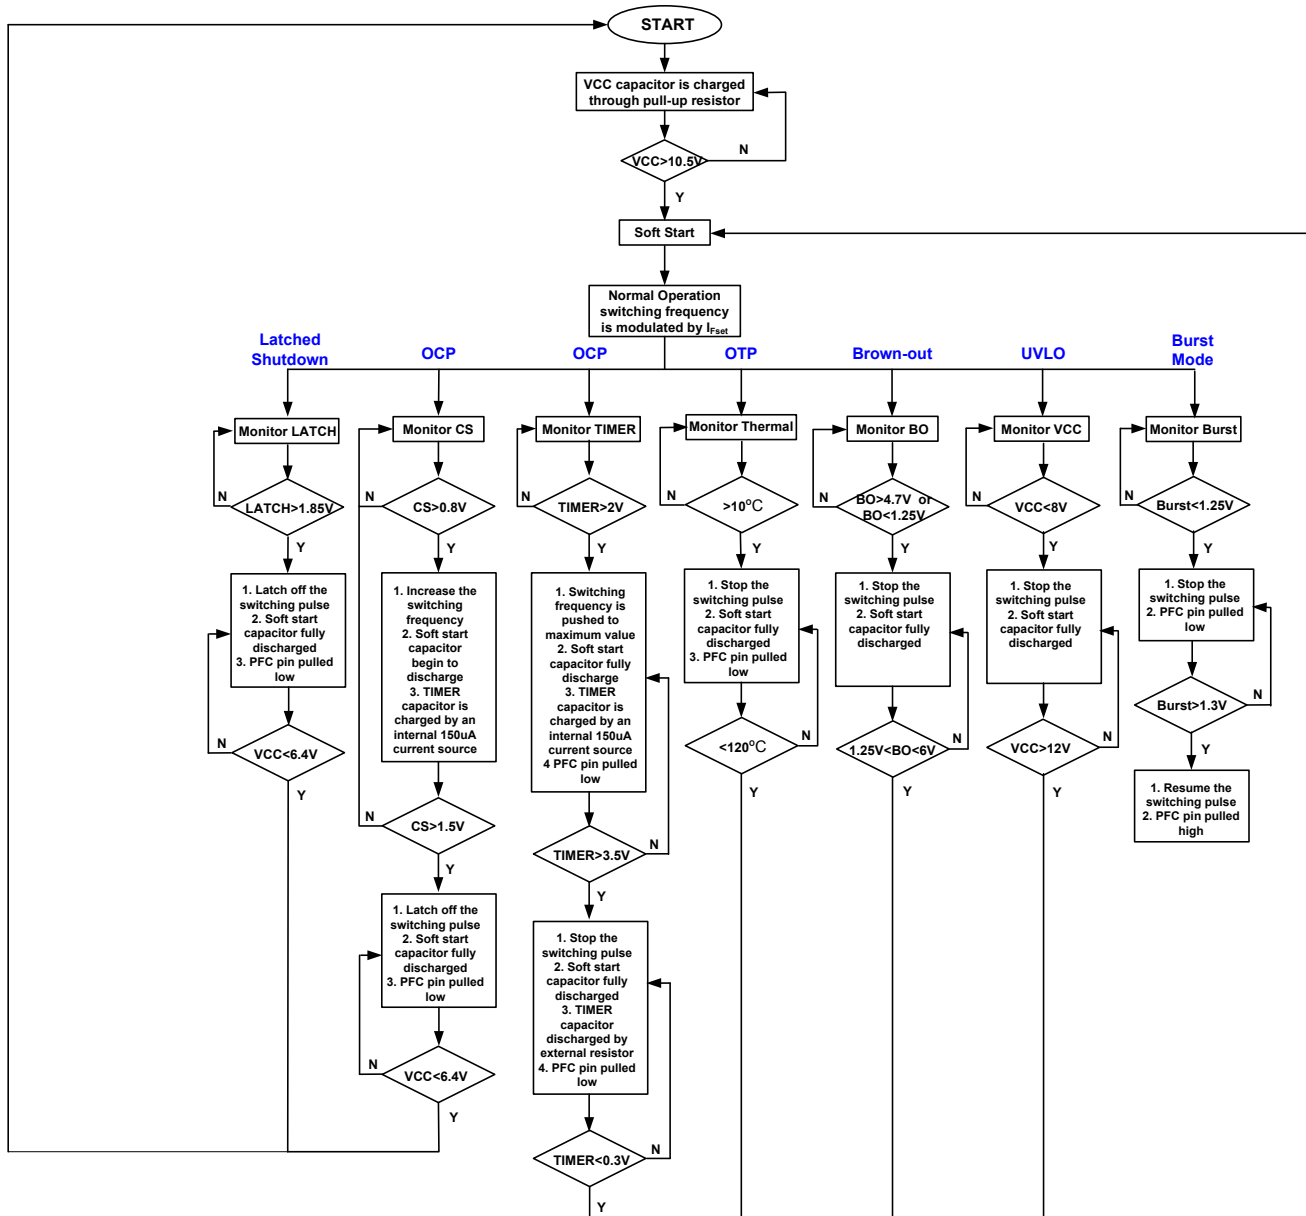 START
VCC capacitor is charged
through pull-up resistor
VCC>10.5V
N
Y
Soft Start
Normal Operation
switching frequency
is modulated by IFset
Latched
Shutdown
OCP
OCP
OTP
Brown-out
UVLO
Burst
Mode
Monitor LATCH
Monitor CS
Monitor TIMER
Monitor Thermal
Monitor BO
Monitor VCC
Monitor Burst
N
LATCH>1.85V
Y
N
CS>0.8V
Y
N
TIMER>2V
Y
N
>10°C
Y
N
BO>4.7V or
BO<1.25V
Y
N
VCC<8V
Y
N
Burst<1.25V
Y
1. Latch off the
switching pulse
2. Soft start
capacitor fully
discharged
3. PFC pin pulled
low
1. Increase the
switching
frequency
2. Soft start
capacitor
begin to
discharge
3. TIMER
capacitor
is charged by an
internal 150uA
current source
1. Switching
frequency is
pushed to
maximum value
2. Soft start
capacitor fully
discharge
3. TIMER
capacitor is
charged by an
internal 150uA
current source
4 PFC pin pulled
low
1. Stop the
switching pulse
2. Soft start
capacitor fully
discharged
3. PFC pin pulled
low
1. Stop the
switching pulse
2. Soft start
capacitor fully
discharged
1. Stop the
switching pulse
2. Soft start
capacitor fully
discharged
1. Stop the
switching pulse
2. PFC pin pulled
low
N
VCC<6.4V
Y
N
CS>1.5V
Y
TIMER>3.5V
N
Y
<120°C
N
Y
1.25V<BO<6V
N
Y
VCC>12V
N
Y
Burst>1.3V
N
Y
1. Resume the
switching pulse
2. PFC pin pulled
high
1. Latch off the
switching pulse
2. Soft start
capacitor fully
discharged
3. PFC pin pulled
low
1. Stop the
switching pulse
2. Soft start
capacitor fully
discharged
3. TIMER
capacitor
discharged by
external resistor
4. PFC pin pulled
low
N
VCC<6.4V
Y
TIMER<0.3V
N
Y